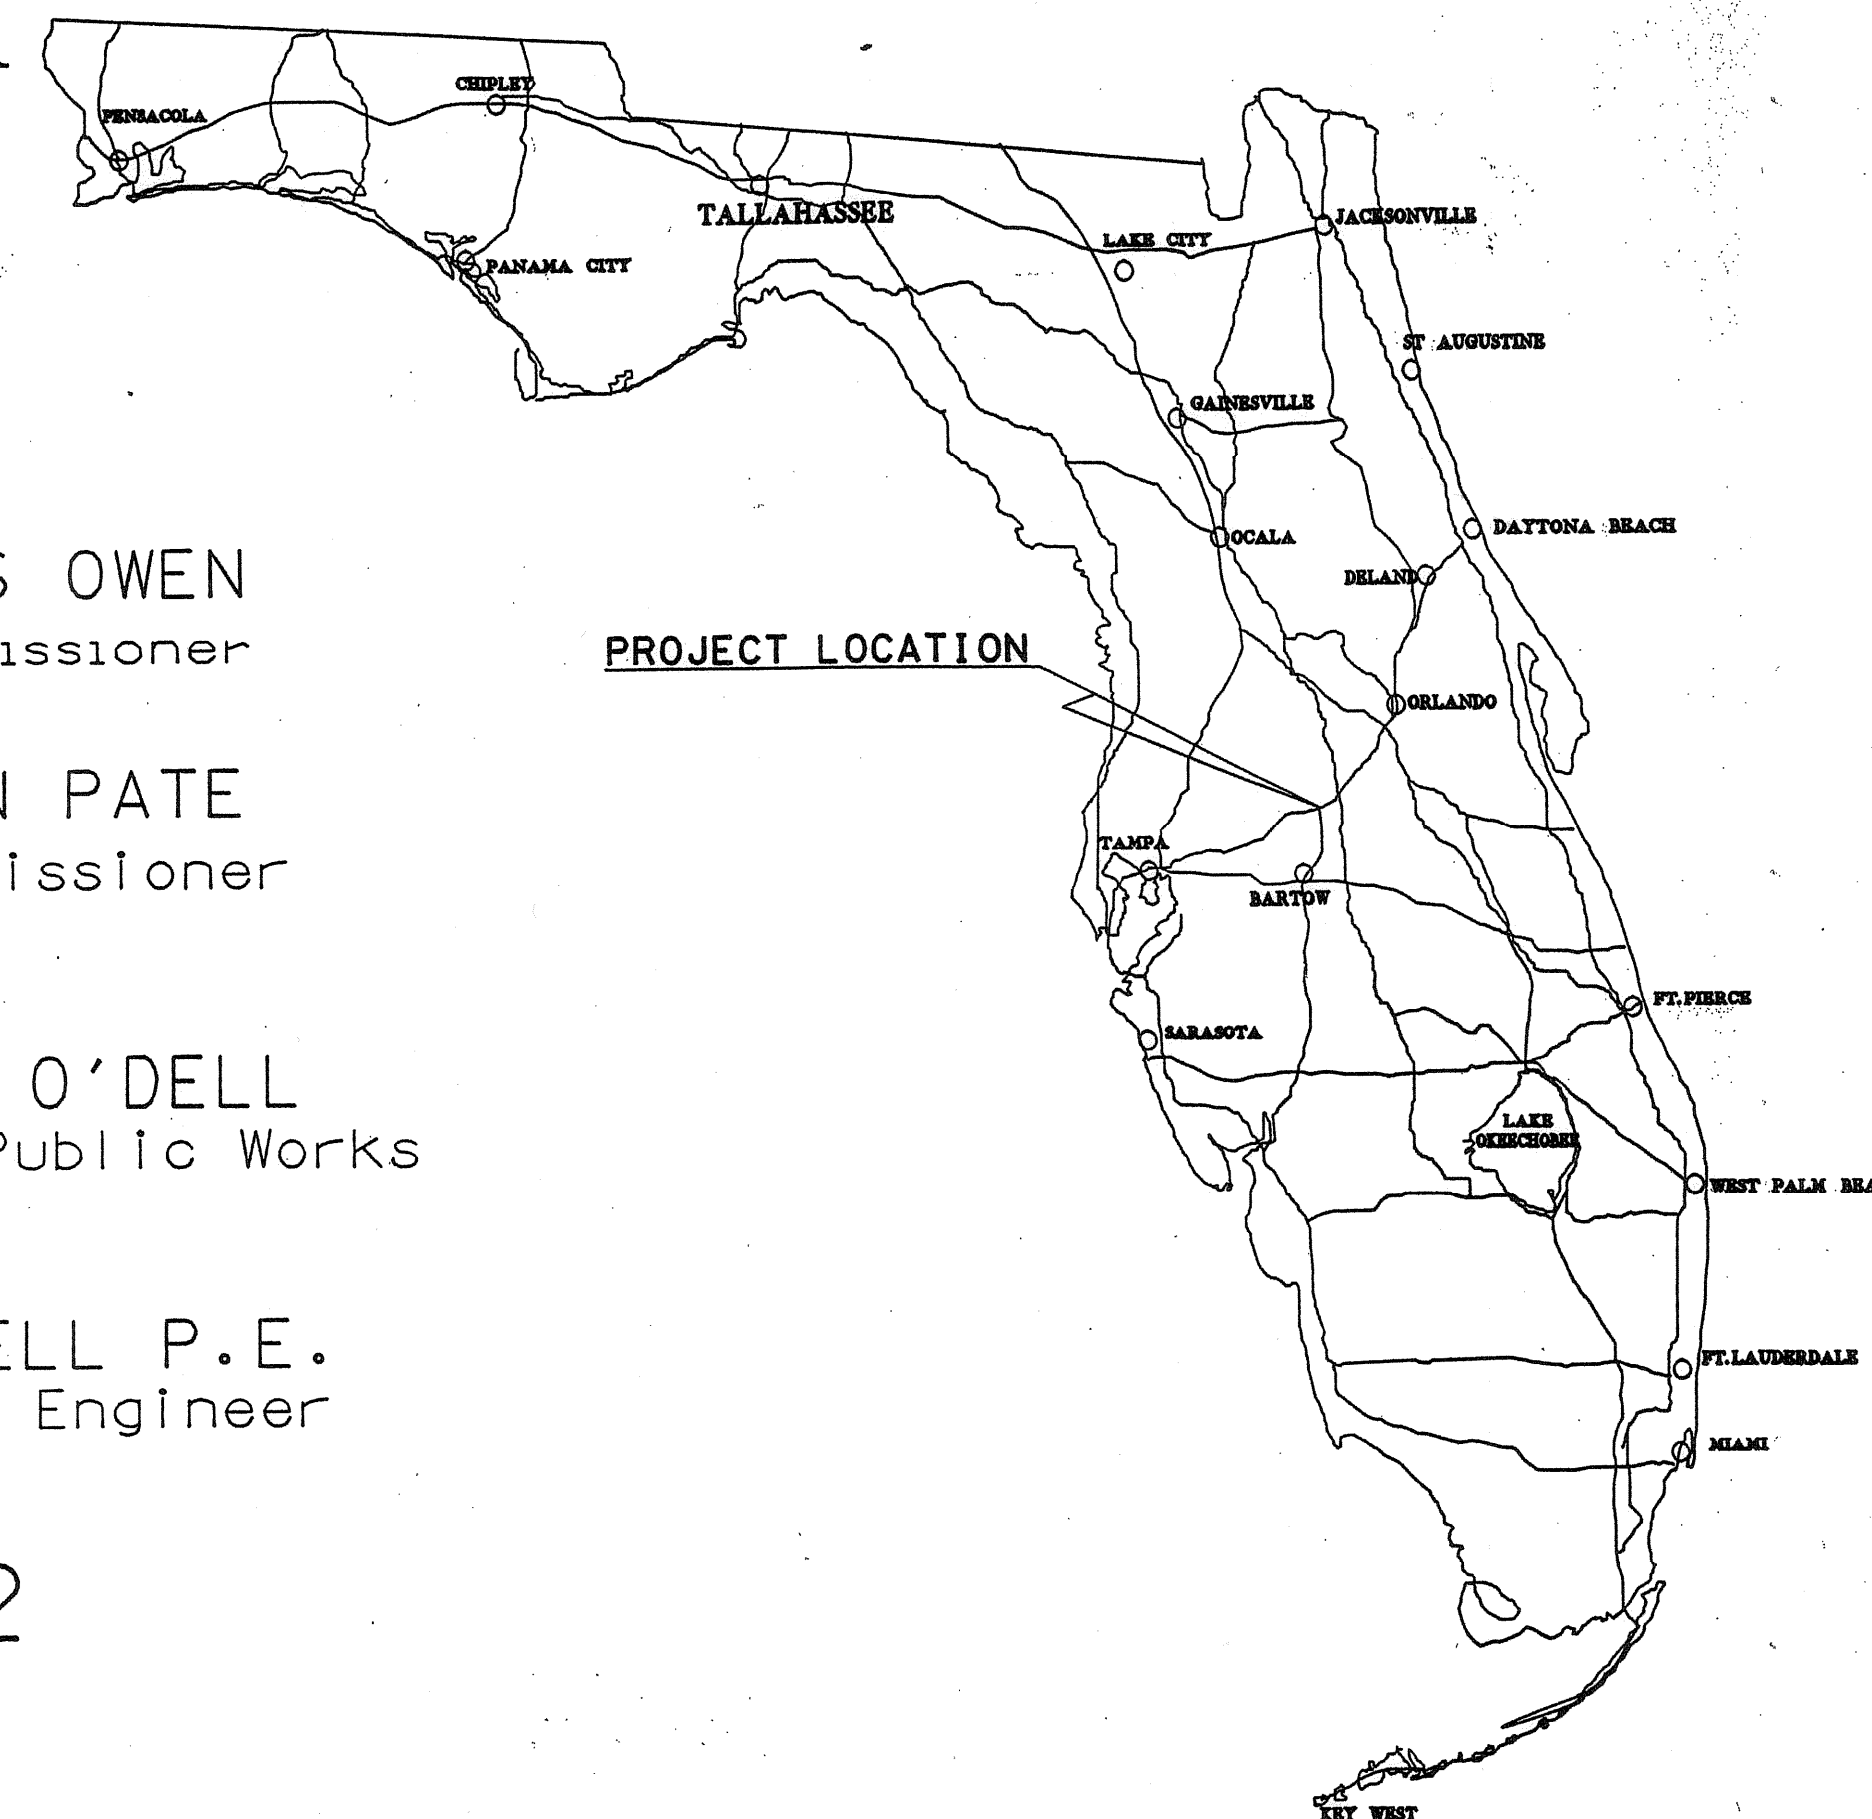 CHIPLEY
PENSACOLA
TALLAHASSEE
JACKSONVILLE
LAKE CITY
PANAMA CITY
ST AUGUSTINE
GAINESVILLE
DAYTONA BEACH
OCALA
DELAND
OWEN
issioner
PROJECT LOCATION
ORLANDO
PATE
issioner
TAMPA
BARTOW
FT.PIERCE
SARASOTA
O'DELL
Public Works
LAKE
OKEECHOBEE
WEST PALM BEA
ELL P.E.
Engineer
FT.LAUDERDALE
MIAMI
2
KEY WEST